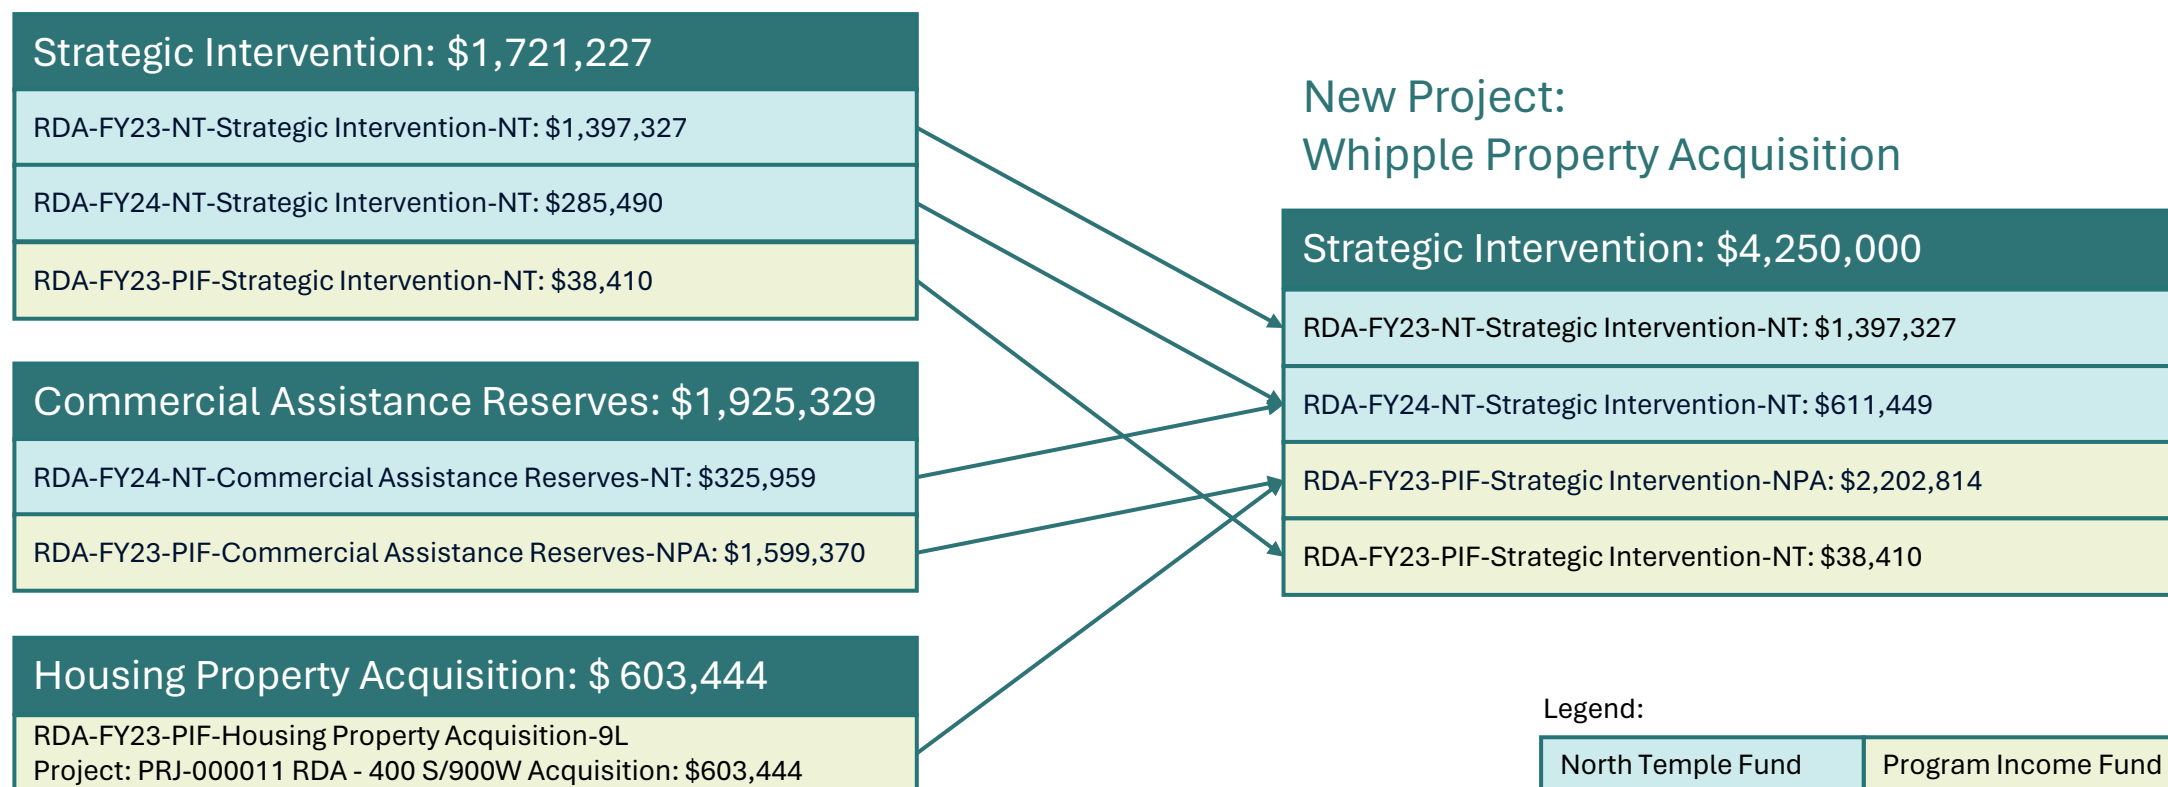 Strategic Intervention: $1,721,227
RDA-FY23-NT-Strategic Intervention-NT: $1,397,327
RDA-FY24-NT-Strategic Intervention-NT: $285,490
RDA-FY23-PIF-Strategic Intervention-NT: $38,410
Commercial Assistance Reserves: $1,925,329
RDA-FY24-NT-Commercial Assistance Reserves-NT: $325,959
RDA-FY23-PIF-Commercial Assistance Reserves-NPA: $1,599,370
Housing Property Acquisition: $ 603,444
RDA-FY23-PIF-Housing Property Acquisition-9L
Project: PRJ-000011 RDA - 400 S/900W Acquisition: $603,444
New Project:
Whipple Property Acquisition
Strategic Intervention: $4,250,000
RDA-FY23-NT-Strategic Intervention-NT: $1,397,327
RDA-FY24-NT-Strategic Intervention-NT: $611,449
RDA-FY23-PIF-Strategic Intervention-NPA: $2,202,814
RDA-FY23-PIF-Strategic Intervention-NT: $38,410
Legend:
North Temple Fund
Program Income Fund